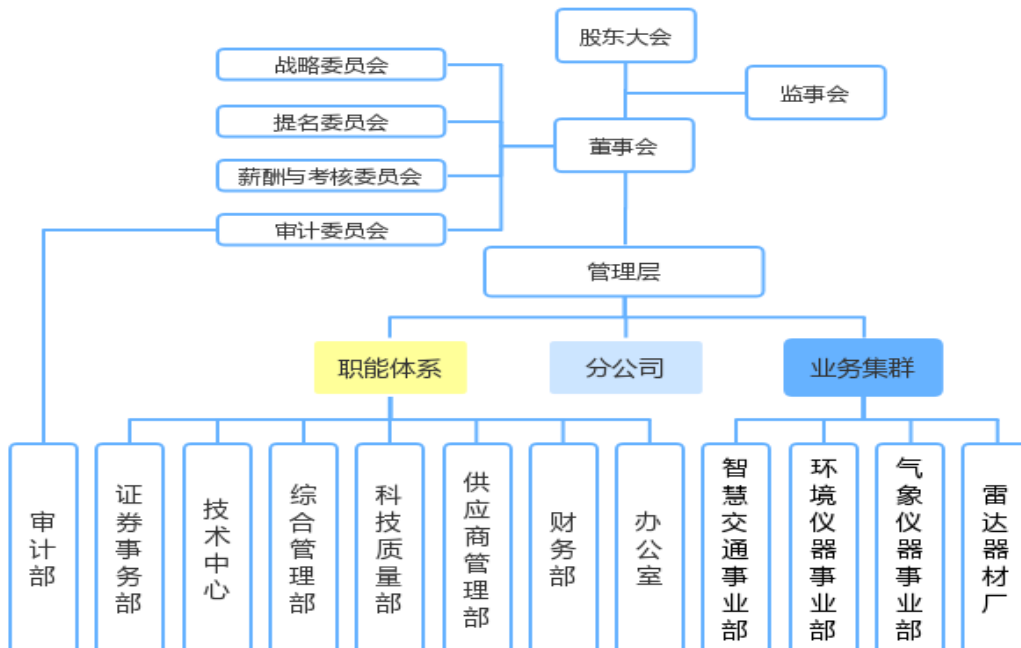 股东大会
战略委员会
监事会
提名委员会
董事会
薪酬与考核委员会
审计委员会
管理层
职能体系
分公司
业务集群
审计部
证券事务部
技术中心
综合管理部
科技质量部
供应商管理部
财务部
办公室
智慧交通事业部
环境仪器事业部
气象仪器事业部
雷达器材厂